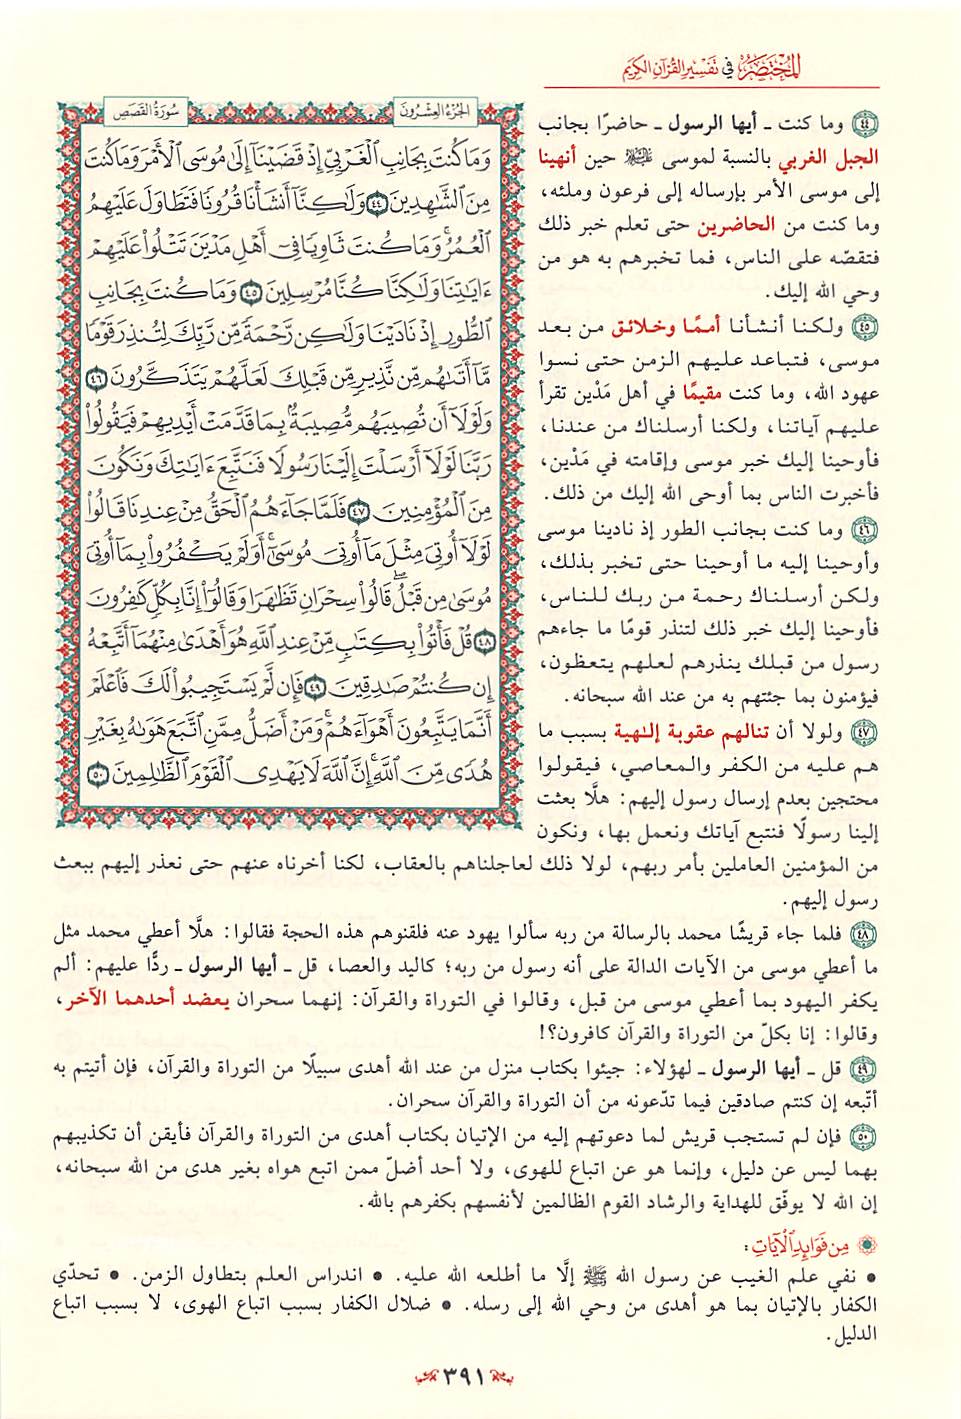 المختصر في تفسير القرآن الكريم
الجزء العشرون
سورة القصص
وَمَا كُنتَ بِجَانِبِ ٱلْغَرْبِيِّ إِذْ قَضَيْنَآ إِلَىٰ مُوسَى ٱلْأَمْرَ وَمَا كُنتَ
مِنَ ٱلشَّٰهِدِينَ ٤٤ وَلَٰكِنَّآ أَنشَأْنَا قُرُونًا فَتَطَاوَلَ عَلَيْهِمُ
ٱلْعُمُرُ ۚ وَمَا كُنتَ ثَاوِيًا فِىٓ أَهْلِ مَدْيَنَ تَتْلُوا۟ عَلَيْهِمْ
ءَايَٰتِنَا وَلَٰكِنَّا كُنَّا مُرْسِلِينَ ٤٥ وَمَا كُنتَ بِجَانِبِ
ٱلطُّورِ إِذْ نَادَيْنَا وَلَٰكِن رَّحْمَةً مِّن رَّبِّكَ لِتُنذِرَ قَوْمًا
مَّآ أَتَىٰهُم مِّن نَّذِيرٍ مِّن قَبْلِكَ لَعَلَّهُمْ يَتَذَكَّرُونَ ٤٦
وَلَوْلَآ أَن تُصِيبَهُم مُّصِيبَةٌۢ بِمَا قَدَّمَتْ أَيْدِيهِمْ فَيَقُولُوا۟
رَبَّنَا لَوْلَآ أَرْسَلْتَ إِلَيْنَا رَسُولًا فَنَتَّبِعَ ءَايَٰتِكَ وَنَكُونَ
مِنَ ٱلْمُؤْمِنِينَ ٤٧ فَلَمَّا جَآءَهُمُ ٱلْحَقُّ مِنْ عِندِنَا قَالُوا۟
لَوْلَآ أُوتِىَ مِثْلَ مَآ أُوتِىَ مُوسَىٰٓ ۚ أَوَلَمْ يَكْفُرُوا۟ بِمَآ أُوتِىَ
مُوسَىٰ مِن قَبْلُ ۖ قَالُوا۟ سِحْرَانِ تَظَٰهَرَا وَقَالُوٓا۟ إِنَّا بِكُلٍّ كَٰفِرُونَ
٤٨ قُلْ فَأْتُوا۟ بِكِتَٰبٍ مِّنْ عِندِ ٱللَّهِ هُوَ أَهْدَىٰ مِنْهُمَآ أَتَّبِعْهُ
إِن كُنتُمْ صَٰدِقِينَ ٤٩ فَإِن لَّمْ يَسْتَجِيبُوا۟ لَكَ فَٱعْلَمْ
أَنَّمَا يَتَّبِعُونَ أَهْوَآءَهُمْ ۚ وَمَنْ أَضَلُّ مِمَّنِ ٱتَّبَعَ هَوَىٰهُ بِغَيْرِ
هُدًى مِّنَ ٱللَّهِ ۚ إِنَّ ٱللَّهَ لَا يَهْدِى ٱلْقَوْمَ ٱلظَّٰلِمِينَ ٥٠
٤٤ وما كنت ـ أيها الرسول ـ حاضرًا بجانب
الجبل الغربي بالنسبة لموسى ﵇ حين أنهينا
إلى موسى الأمر بإرساله إلى فرعون وملئه،
وما كنت من الحاضرين حتى تعلم خبر ذلك
فتقصّه على الناس، فما تخبرهم به هو من
وحي الله إليك.
٤٥ ولكنا أنشأنا أممًا وخلائق من بعد
موسى، فتباعد عليهم الزمن حتى نسوا
عهود الله، وما كنت مقيمًا في أهل مَدْين تقرأ
عليهم آياتنا، ولكنا أرسلناك من عندنا،
فأوحينا إليك خبر موسى وإقامته في مَدْين،
فأخبرت الناس بما أوحى الله إليك من ذلك.
٤٦ وما كنت بجانب الطور إذ نادينا موسى
وأوحينا إليه ما أوحينا حتى تخبر بذلك،
ولكن أرسلناك رحمة من ربك للناس،
فأوحينا إليك خبر ذلك لتنذر قومًا ما جاءهم
رسول من قبلك ينذرهم لعلهم يتعظون،
فيؤمنون بما جئتهم به من عند الله سبحانه.
٤٧ ولولا أن تنالهم عقوبة إلـٰهية بسبب ما
هم عليه من الكفر والمعاصي، فيقولوا
محتجين بعدم إرسال رسول إليهم: هلَّا بعثت
إلينا رسولًا فنتبع آياتك ونعمل بها، ونكون
من المؤمنين العاملين بأمر ربهم، لولا ذلك لعاجلناهم بالعقاب، لكنا أخرناه عنهم حتى نعذر إليهم ببعث
رسول إليهم.
٤٨ فلما جاء قريشًا محمد بالرسالة من ربه سألوا يهود عنه فلقنوهم هذه الحجة فقالوا: هلَّا أعطي محمد مثل
ما أعطي موسى من الآيات الدالة على أنه رسول من ربه؛ كاليد والعصا، قل ـ أيها الرسول ـ ردًّا عليهم: ألم
يكفر اليهود بما أعطي موسى من قبل، وقالوا في التوراة والقرآن: إنهما سحران يعضد أحدهما الآخر،
وقالوا: إنا بكلّ من التوراة والقرآن كافرون؟!
٤٩ قل ـ أيها الرسول ـ لهؤلاء: جيئوا بكتاب منزل من عند الله أهدى سبيلًا من التوراة والقرآن، فإن أتيتم به
أتّبعه إن كنتم صادقين فيما تدّعونه من أن التوراة والقرآن سحران.
٥٠ فإن لم تستجب قريش لما دعوتهم إليه من الإتيان بكتاب أهدى من التوراة والقرآن فأيقن أن تكذيبهم
بهما ليس عن دليل، وإنما هو عن اتباع للهوى، ولا أحد أضلّ ممن اتبع هواه بغير هدى من الله سبحانه،
إن الله لا يوفّق للهداية والرشاد القوم الظالمين لأنفسهم بكفرهم بالله.
من فوائد الآيات:
• نفي علم الغيب عن رسول الله ﷺ إلَّا ما أطلعه الله عليه. • اندراس العلم بتطاول الزمن. • تحدّي
الكفار بالإتيان بما هو أهدى من وحي الله إلى رسله. • ضلال الكفار بسبب اتباع الهوى، لا بسبب اتباع
الدليل.
٣٩١